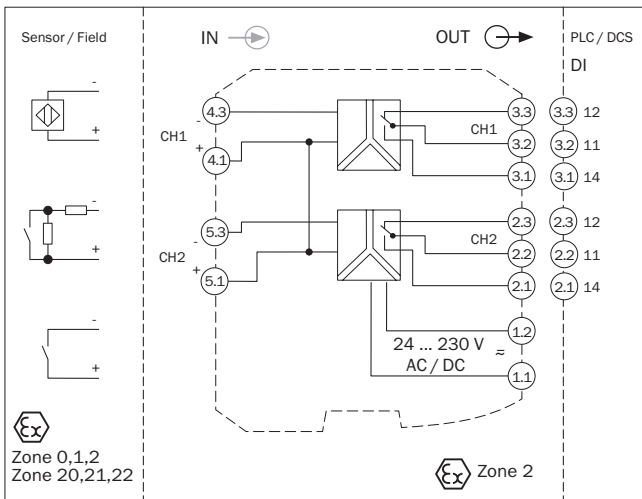 Sensor / Field
IN
OUT
PLC / DCS
DI
-
+
4.3
-
CH1
+
4.1
3.3
CH1
3.2
3.1
3.3 12
3.2 11
3.1 14
-
+
5.3
-
CH2
+
5.1
2.3
CH2
2.2
2.1
2.3 12
2.2 11
2.1 14
-
+
1.2
24 ... 230 V ≂
AC / DC
1.1
Ex
Zone 0,1,2
Zone 20,21,22
Ex Zone 2